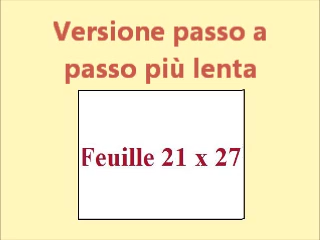 Versione passo a
passo più lenta
Feuille 21 x 27